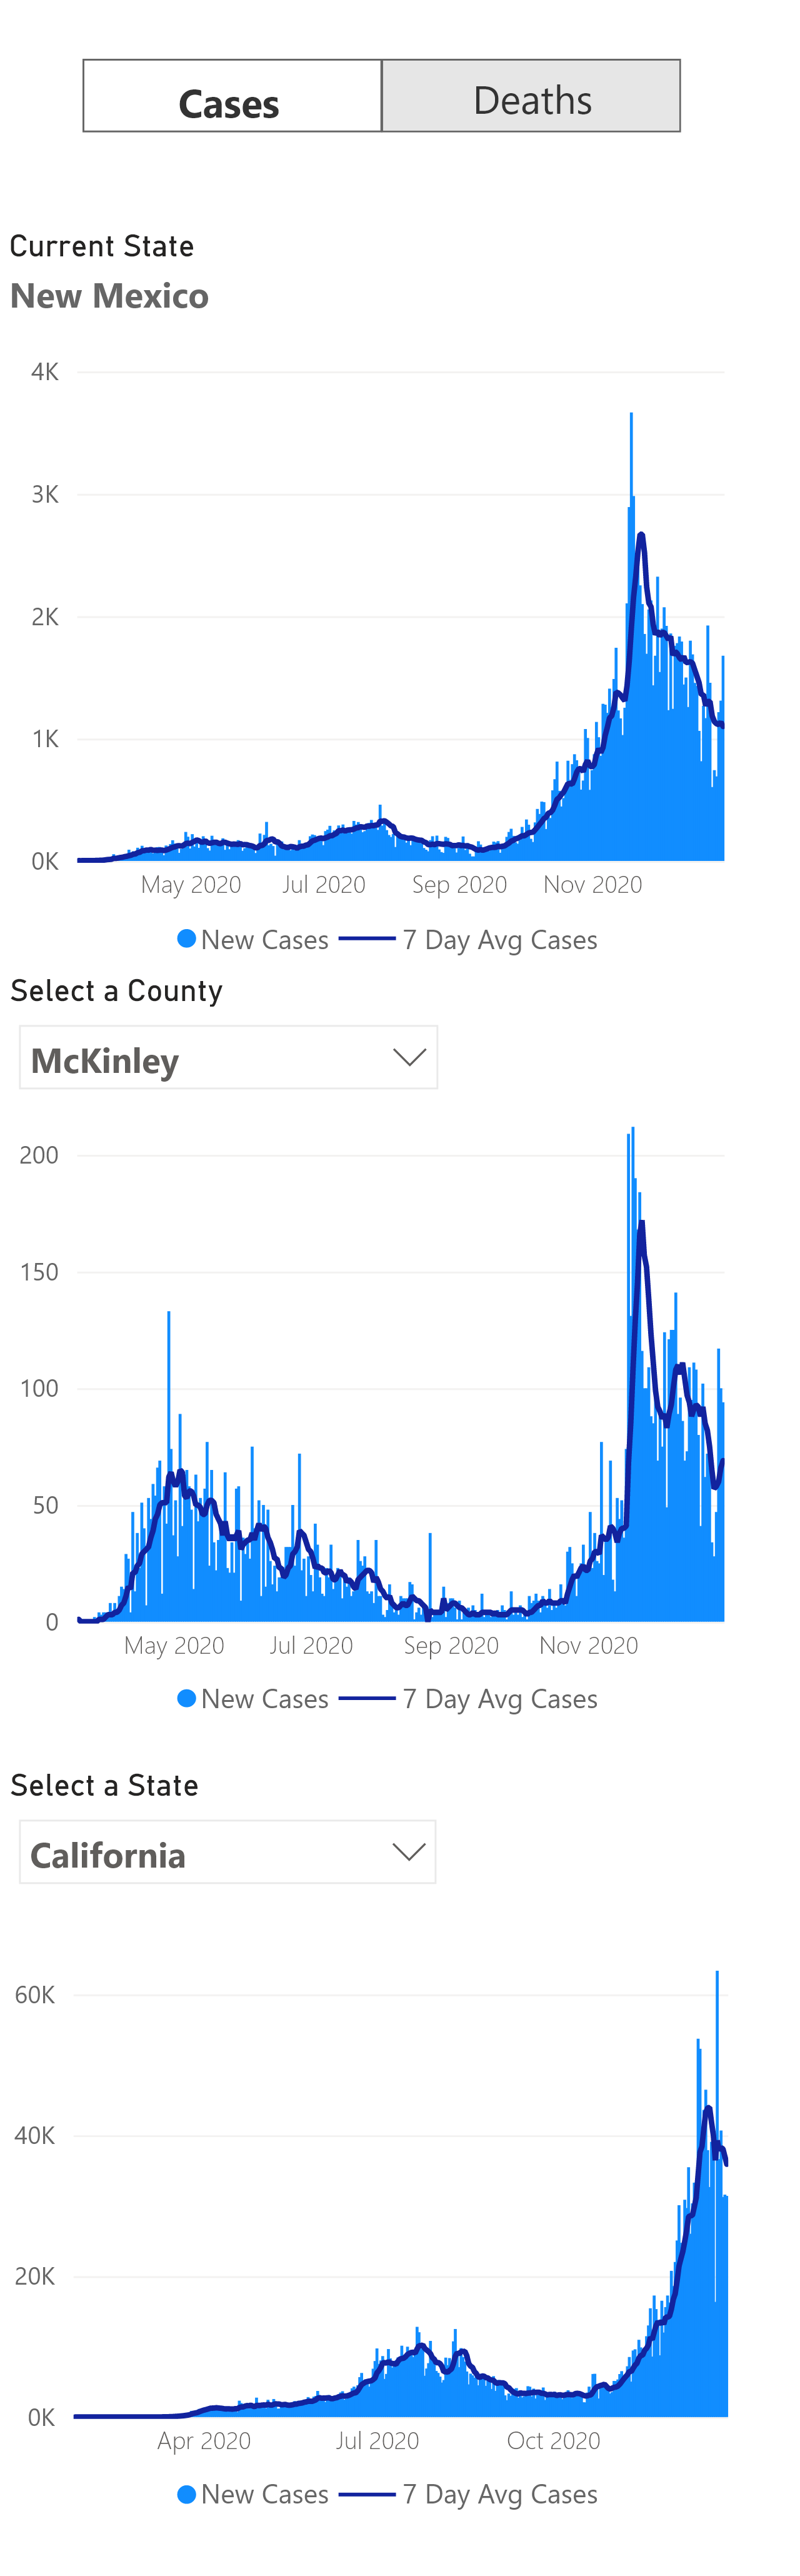 Cases Deaths
Current State
New Mexico
4K
3K
2K
1K
0K
May 2020 Jul 2020 Sep 2020 Nov 2020
New Cases 7 Day Avg Cases
Select a County
McKinley
200
150
100
50
0
May 2020 Jul 2020 Sep 2020 Nov 2020
New Cases 7 Day Avg Cases
Select a State
California
60K
40K
20K
0K
Apr 2020 Jul 2020 Oct 2020
New Cases 7 Day Avg Cases